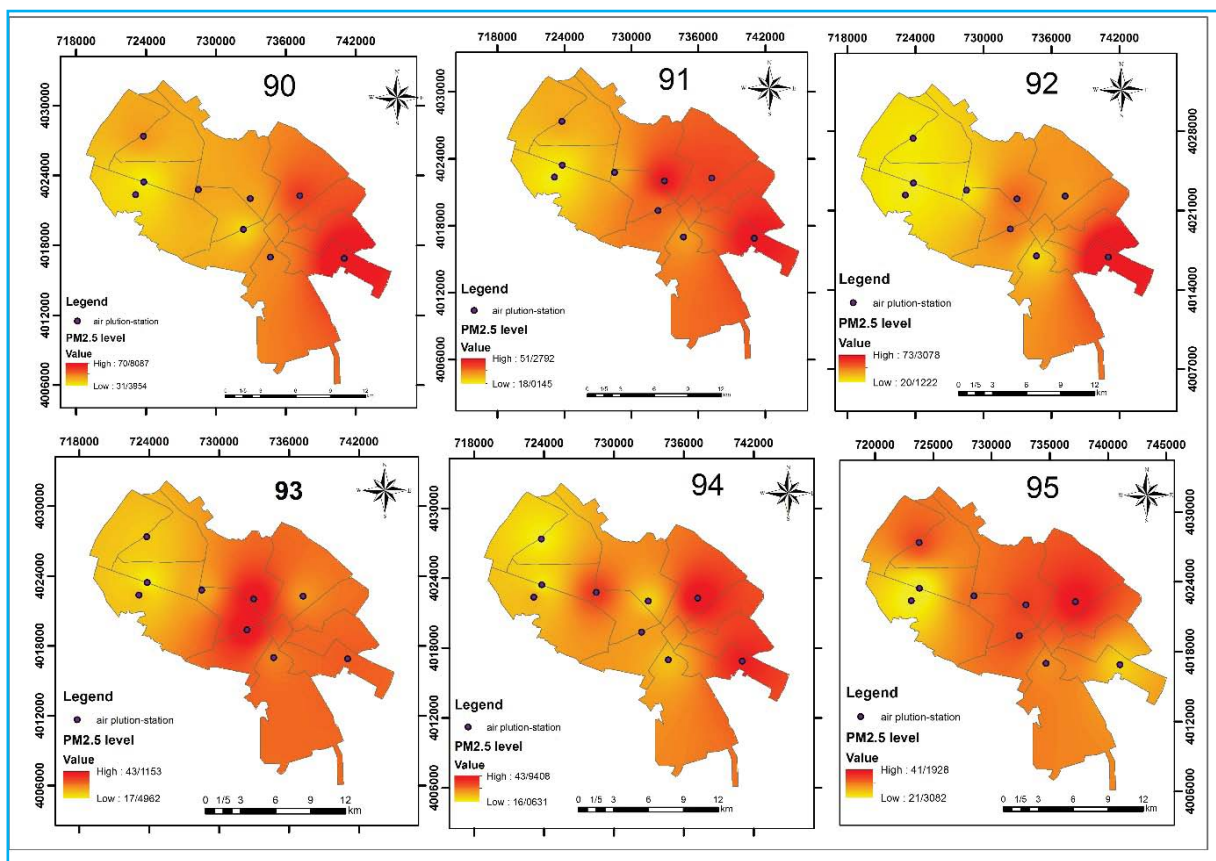 718000 724000 730000 736000 742000
90
N
W E
S
4030000
4024000
4018000
4012000
4006000
Legend
air plution-station
PM2.5 level
Value
High : 70/8087
Low : 31/3954
9 12
718000 724000 730000 736000 742000
91
N
W E
S
4030000
4024000
4018000
4012000
4006000
Legend
air plution-station
PM2.5 level
Value
High : 51/2792
Low : 18/0145
12
718000 724000 730000 736000 742000
92
N
W E
S
4028000
4021000
4014000
4007000
Legend
air plution-station
PM2.5 level
Value
High : 73/3078
Low : 20/1222
0 1/5 3 6 9 12
km
718000 724000 730000 736000 742000
93
N
W E
S
4030000
4024000
4018000
4012000
4006000
Legend
air plution-station
PM2.5 level
Value
High : 43/1153
Low : 17/4962
0 1/5 3 6 9 12
km
718000 724000 730000 736000 742000
94
N
W E
S
4030000
4024000
4018000
4012000
4006000
Legend
air plution-station
PM2.5 level
Value
High : 43/9408
Low : 16/0631
0 1/5 3 6 9 12
km
720000 725000 730000 735000 740000 745000
95
N
W E
S
4030000
4024000
4018000
4012000
4006000
Legend
air plution-station
PM2.5 level
Value
High : 41/1928
Low : 21/3082
0 1/5 3 6 9 12
km